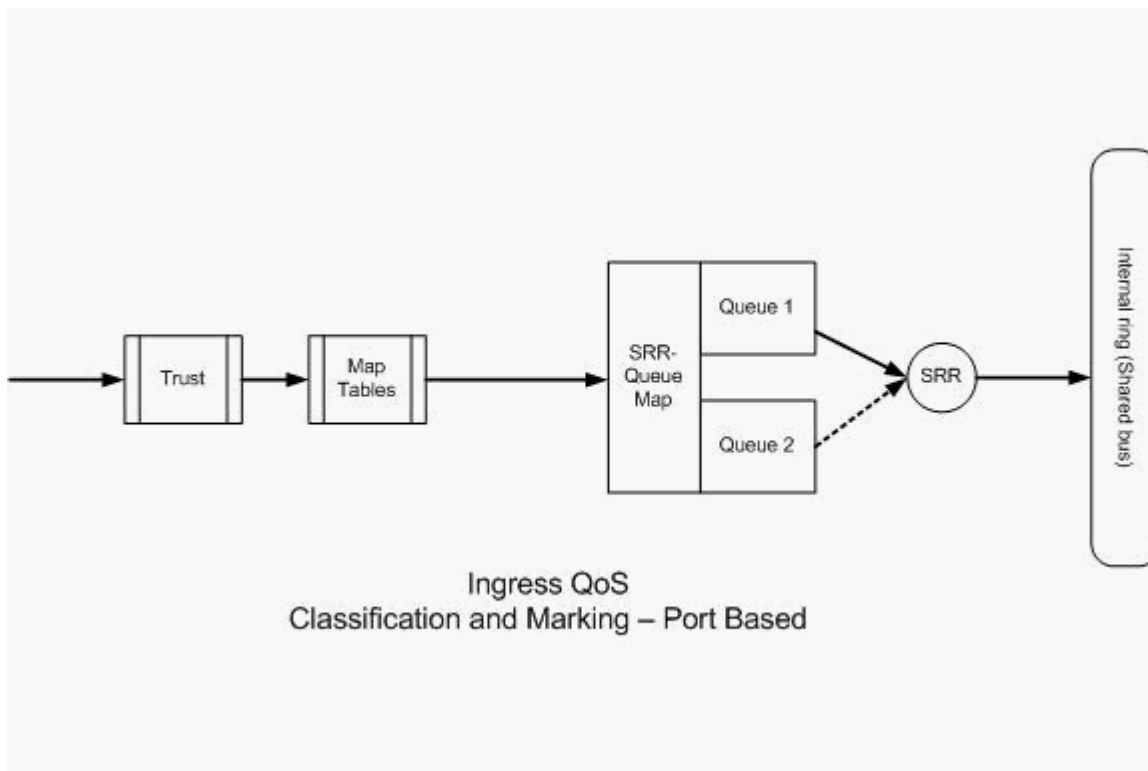 Trust
Map
Tables
SRR-
Queue
Map
Queue 1
Queue 2
SRR
Internal ring (Shared bus)
Ingress QoS
Classification and Marking – Port Based